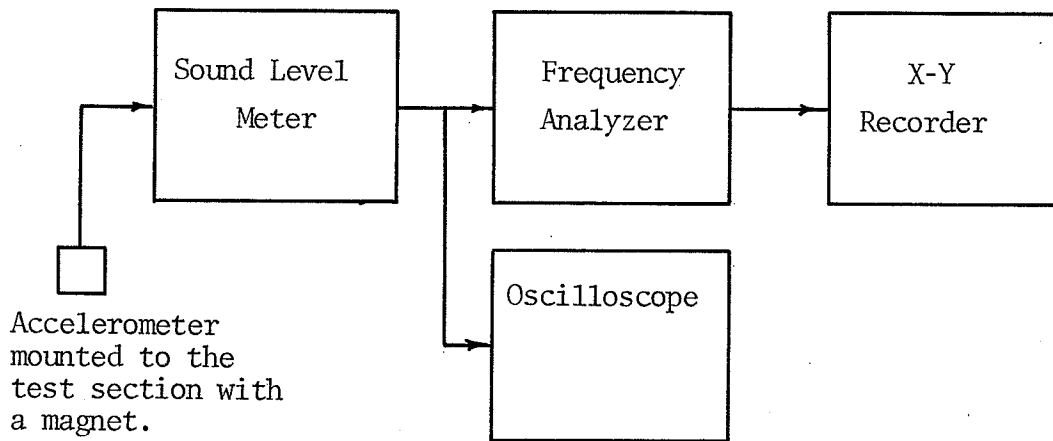 Sound Level
Meter
Frequency
Analyzer
X-Y
Recorder
Oscilloscope
Accelerometer
mounted to the
test section with
a magnet.